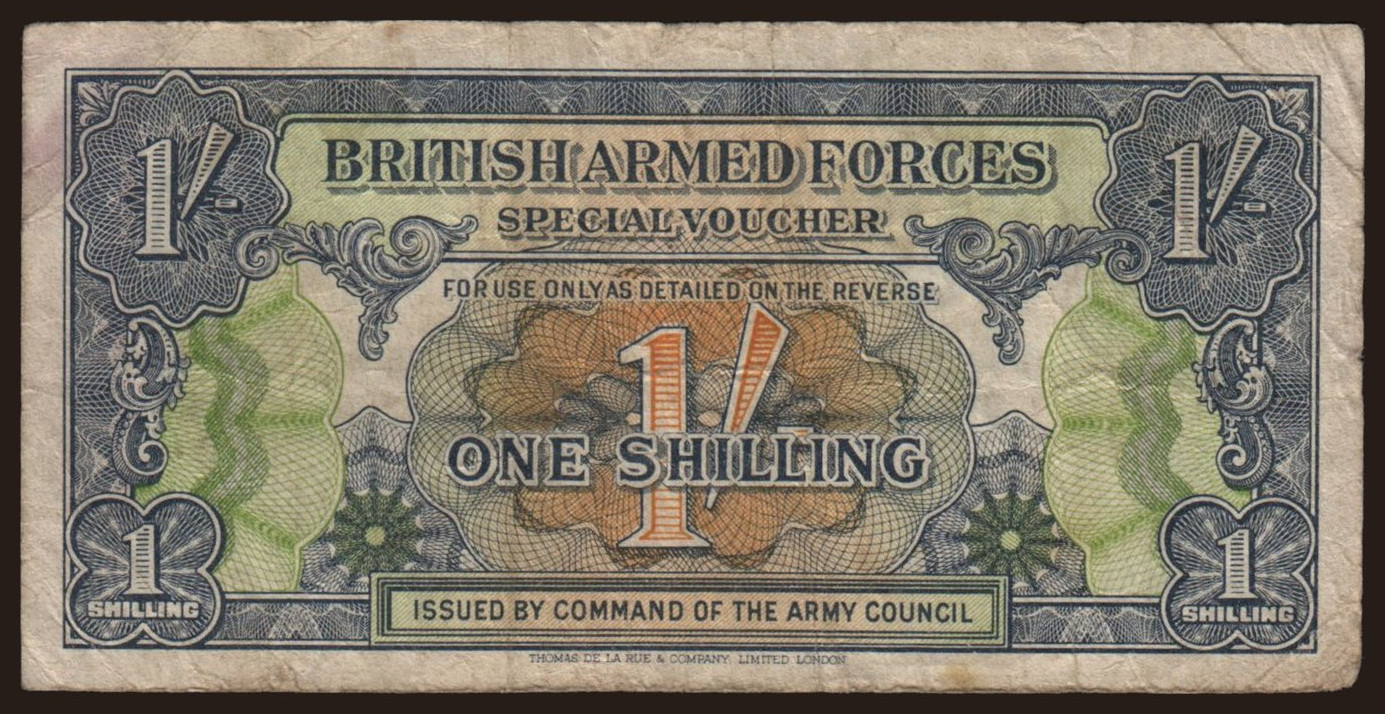 1/-
1/-
BRITISH ARMED FORCES
SPECIAL VOUCHER
FOR USE ONLY AS DETAILED ON THE REVERSE
1/-
ONE SHILLING
1
SHILLING
1
SHILLING
ISSUED BY COMMAND OF THE ARMY COUNCIL
THOMAS DE LA RUE & COMPANY, LIMITED, LONDON